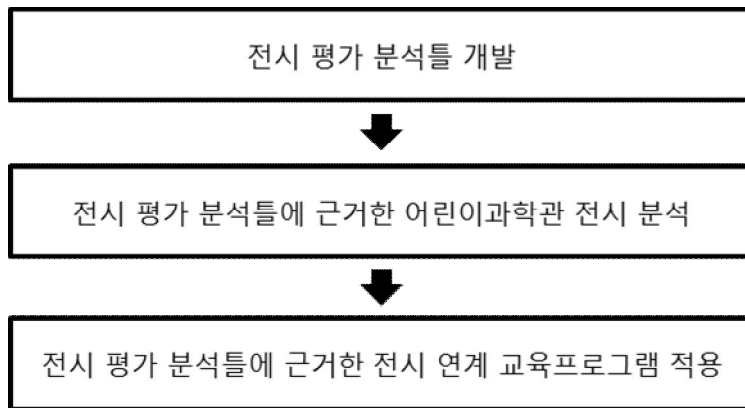 전시 평가 분석틀 개발
전시 평가 분석틀에 근거한 어린이과학관 전시 분석
전시 평가 분석틀에 근거한 전시 연계 교육프로그램 적용